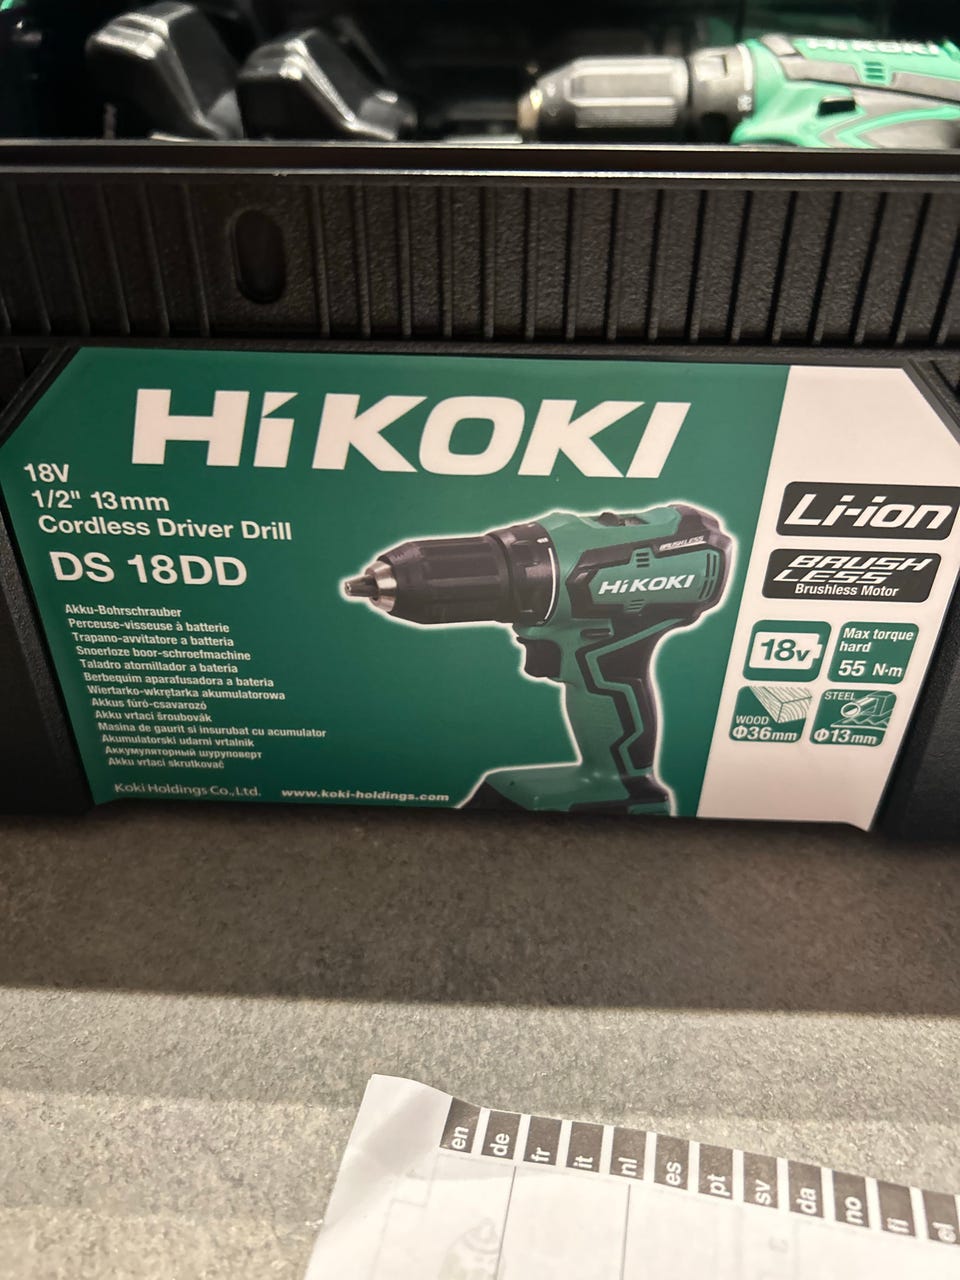 HiKOKI
HiKOKI
18V
1/2" 13mm
Cordless Driver Drill
DS 18DD
Akku-Bohrschrauber
Perceuse-visseuse à batterie
Trapano-avvitatore a batteria
Snoerloze boor-schroefmachine
Taladro atornillador a bateria
Berbequim aparafusadora a bateria
Wiertarko-wkrętarka akumulatorowa
Akkus fúró-csavarozó
Akku vrtací šroubovák
Masina de gaurit si insurubat cu acumulator
Akumulatorski udarni vrtalnik
Аккумуляторный шуруповерт
Akku vrtací skrutkovač
Koki Holdings Co., Ltd.
www.koki-holdings.com
BRUSHLESS
HiKOKI
Li-ion
BRUSH
LESS
Brushless Motor
18v
Max torque
hard
55 N·m
WOOD
Φ36mm
STEEL
Φ13mm
en
de
fr
it
nl
es
pt
sv
da
no
fi
el